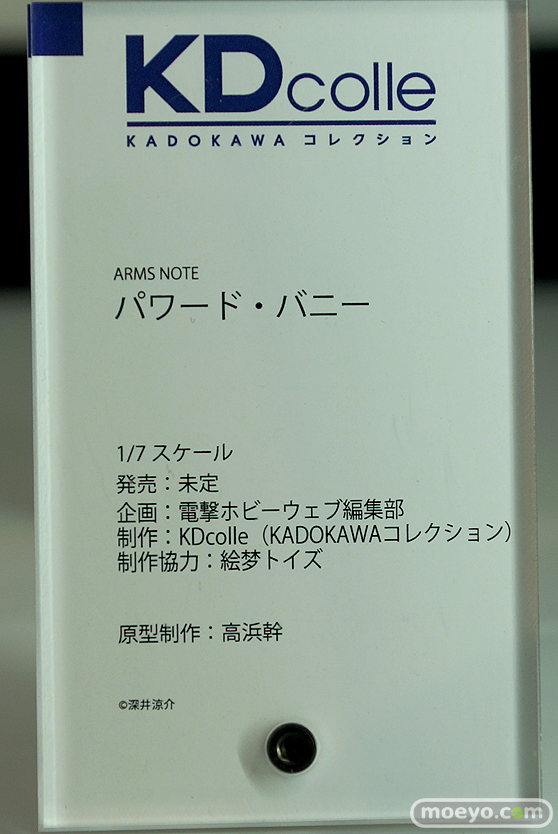 KDcolle
KADOKAWA コレクション
ARMS NOTE
パワード・バニー
1/7 スケール
発売：未定
企画：電撃ホビーウェブ編集部
制作：KDcolle（KADOKAWAコレクション）
制作協力：絵梦トイズ
原型制作：高浜幹
©深井涼介
moeyo.com